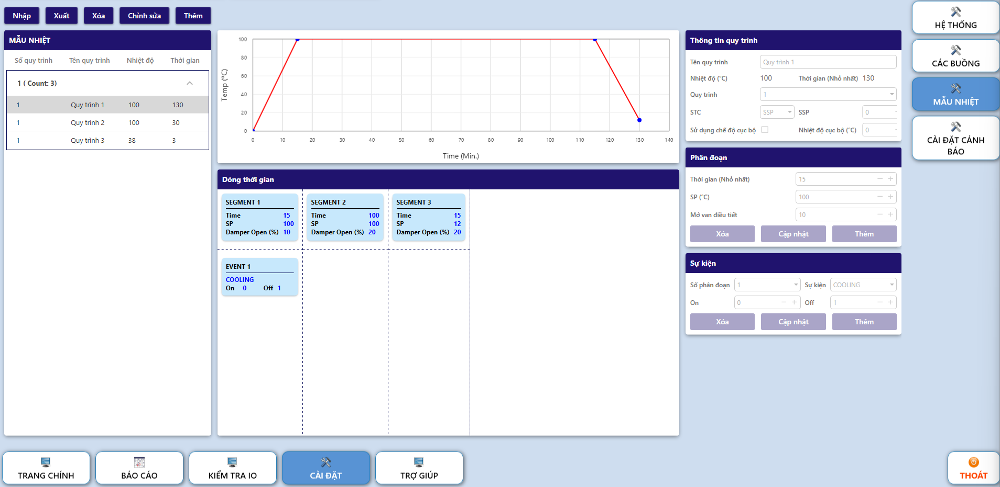 Nhập
Xuất
Xóa
Chỉnh sửa
Thêm
MẪU NHIỆT
Số quy trình Tên quy trình Nhiệt độ Thời gian
1 ( Count: 3)
1 Quy trình 1 100 130
1 Quy trình 2 100 30
1 Quy trình 3 38 3
Temp (ºC)
100
80
60
40
20
0
0 10 20 30 40 50 60 70 80 90 100 110 120 130 140
Time (Min.)
Dòng thời gian
SEGMENT 1
Time 15
SP 100
Damper Open (%) 10
SEGMENT 2
Time 100
SP 100
Damper Open (%) 20
SEGMENT 3
Time 15
SP 12
Damper Open (%) 20
EVENT 1
COOLING
On 0 Off 1
Thông tin quy trình
Tên quy trình Quy trình 1
Nhiệt độ (°C) 100 Thời gian (Nhỏ nhất) 130
Quy trình 1
STC SSP SSP 0
Sử dụng chế độ cục bộ Nhiệt độ cục bộ (°C) 0
Phân đoạn
Thời gian (Nhỏ nhất) 15
SP (°C) 100
Mở van điều tiết 10
Xóa Cập nhật Thêm
Sự kiện
Số phân đoạn 1 Sự kiện COOLING
On 0 Off 1
Xóa Cập nhật Thêm
HỆ THỐNG
CÁC BUỒNG
MẪU NHIỆT
CÀI ĐẶT CẢNH
BÁO
TRANG CHÍNH
BÁO CÁO
KIỂM TRA IO
CÀI ĐẶT
TRỢ GIÚP
THOÁT